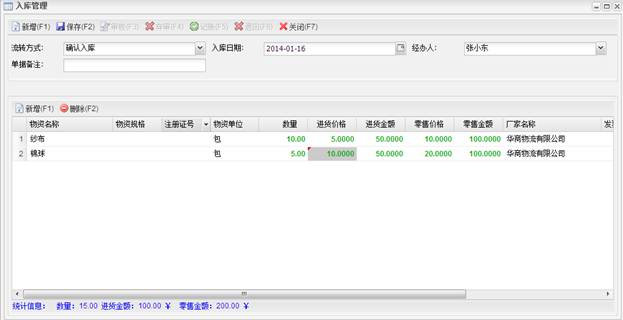 入库管理
新增(F1) 保存(F2) 审核(F3) 弃审(F4) 记账(F5) 退回(F6) 关闭(F7)
流转方式: 确认入库 入库日期: 2014-01-16 经办人: 张小东
单据备注:
新增(F1) 删除(F2)
物资名称 物资规格 注册证号 物资单位 数量 进货价格 进货金额 零售价格 零售金额 厂家名称
1 纱布 包 10.00 5.0000 50.0000 10.0000 100.0000 华商物流有限公司
2 棉球 包 5.00 10.0000 50.0000 20.0000 100.0000 华商物流有限公司
统计信息: 数量:15.00 进货金额:100.00 ¥ 零售金额:200.00 ¥